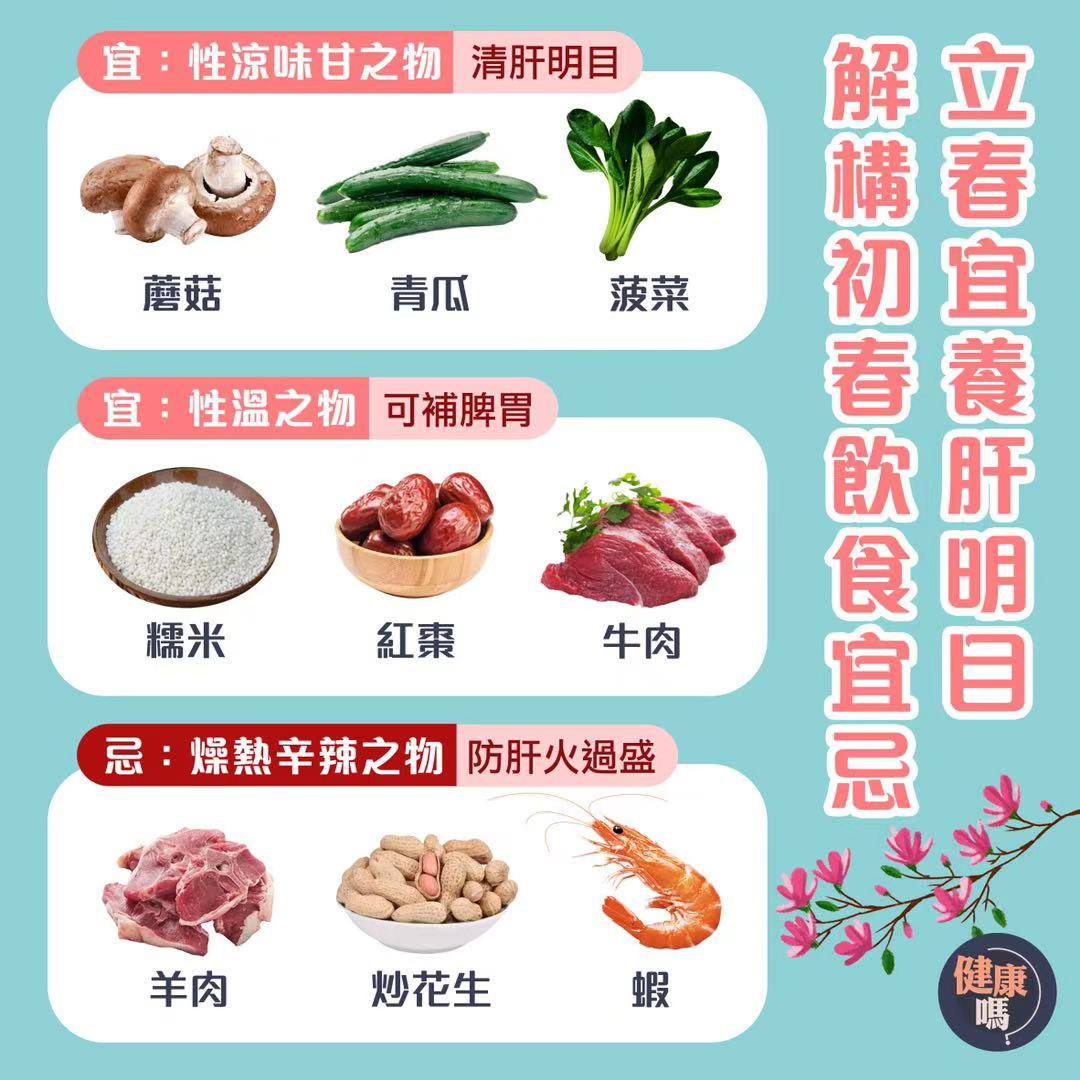 立春宜養肝明目
解構初春飲食宜忌
宜：性涼味甘之物 清肝明目
蘑菇
青瓜
菠菜
宜：性溫之物 可補脾胃
糯米
紅棗
牛肉
忌：燥熱辛辣之物 防肝火過盛
羊肉
炒花生
蝦
健康
嗎?